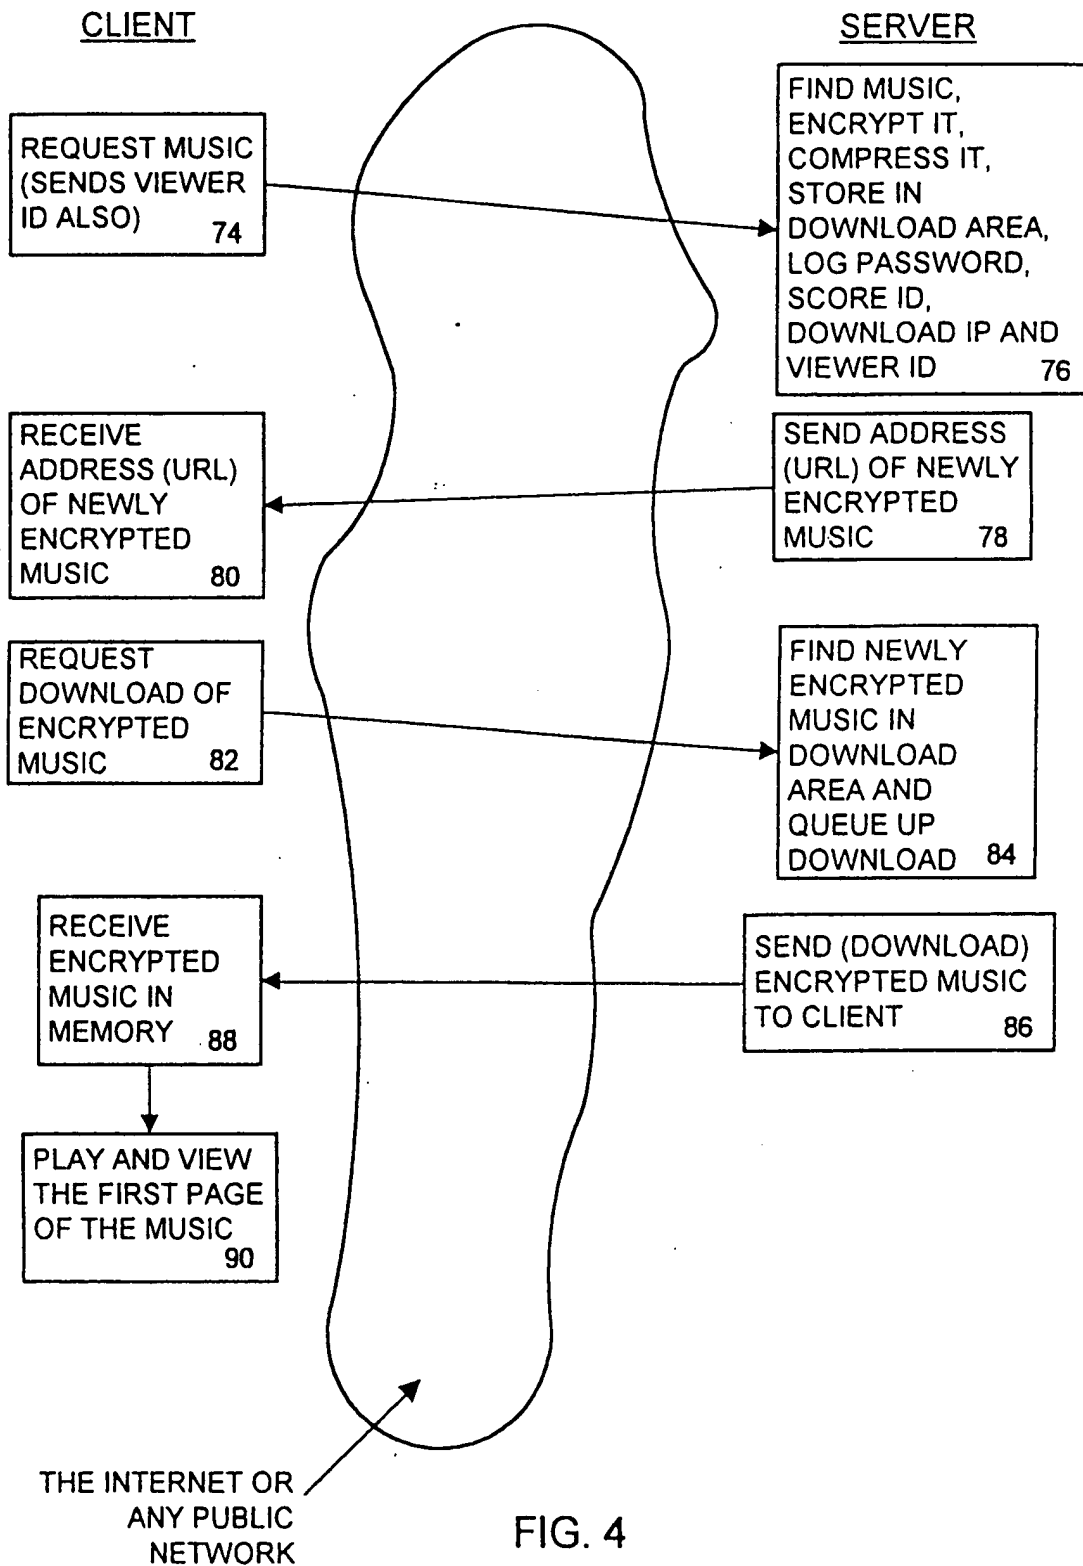 CLIENT
SERVER
REQUEST MUSIC
(SENDS VIEWER
ID ALSO)
74
FIND MUSIC,
ENCRYPT IT,
COMPRESS IT,
STORE IN
DOWNLOAD AREA,
LOG PASSWORD,
SCORE ID,
DOWNLOAD IP AND
VIEWER ID
76
RECEIVE
ADDRESS (URL)
OF NEWLY
ENCRYPTED
MUSIC
80
SEND ADDRESS
(URL) OF NEWLY
ENCRYPTED
MUSIC
78
REQUEST
DOWNLOAD OF
ENCRYPTED
MUSIC
82
FIND NEWLY
ENCRYPTED
MUSIC IN
DOWNLOAD
AREA AND
QUEUE UP
DOWNLOAD
84
RECEIVE
ENCRYPTED
MUSIC IN
MEMORY
88
SEND (DOWNLOAD)
ENCRYPTED MUSIC
TO CLIENT
86
PLAY AND VIEW
THE FIRST PAGE
OF THE MUSIC
90
THE INTERNET OR
ANY PUBLIC
NETWORK
FIG. 4